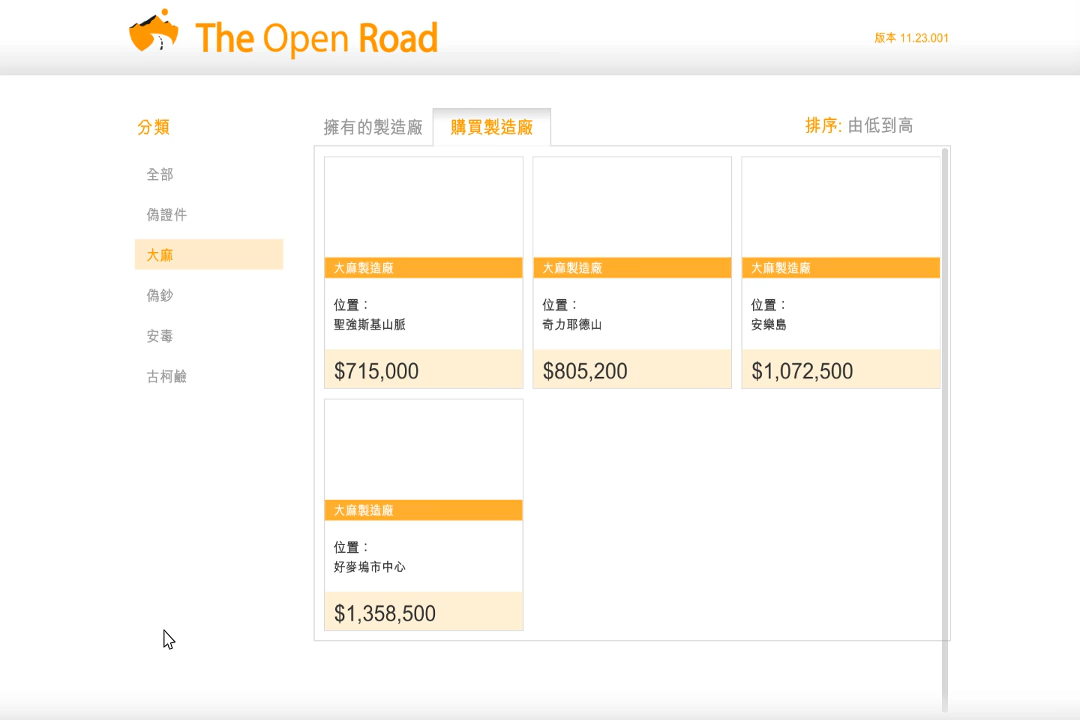 The Open Road
版本 11.23.001
分類
擁有的製造廠
購買製造廠
排序: 由低到高
全部
偽證件
大麻
偽鈔
安毒
古柯鹼
大麻製造廠
位置：
聖強斯基山脈
$715,000
大麻製造廠
位置：
奇力耶德山
$805,200
大麻製造廠
位置：
安樂島
$1,072,500
大麻製造廠
位置：
好麥塢市中心
$1,358,500